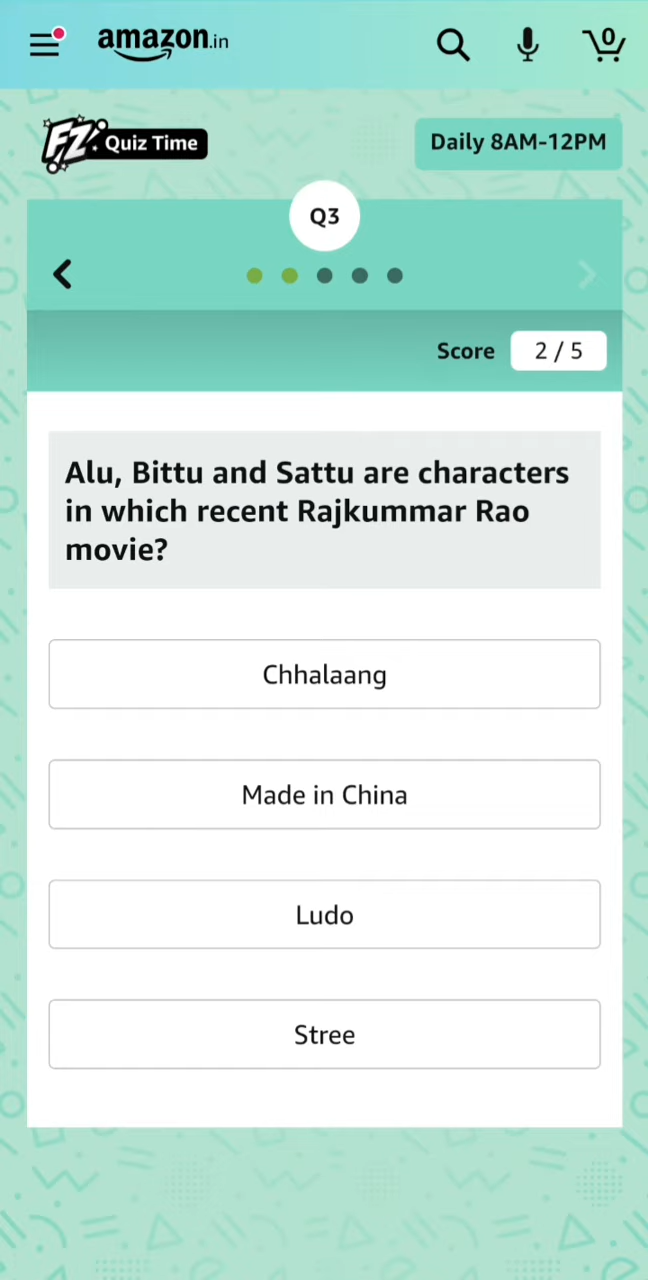 amazon.in
0
FZ Quiz Time
Daily 8AM-12PM
Q3
Score 2 / 5
Alu, Bittu and Sattu are characters
in which recent Rajkummar Rao
movie?
Chhalaang
Made in China
Ludo
Stree